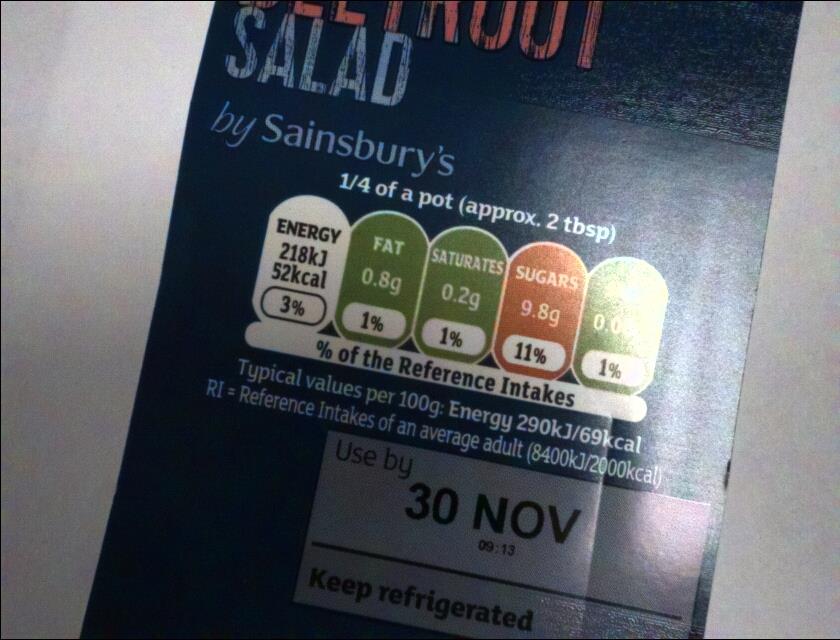 BEETROOT
SALAD
by Sainsbury's
1/4 of a pot (approx. 2 tbsp)
ENERGY
218kJ
52kcal
3%
FAT
0.8g
1%
SATURATES
0.2g
1%
SUGARS
9.8g
11%
1%
% of the Reference Intakes
Typical values per 100g: Energy 290kJ/69kcal
RI = Reference Intakes of an average adult (8400kJ/2000kcal)
Use by
30 NOV
09:13
Keep refrigerated